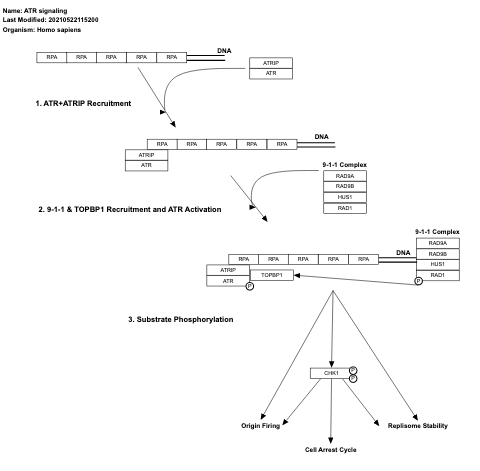 Name: ATR signaling
Last Modified: 20210522115200
Organism: Homo sapiens
DNA
RPA RPA RPA RPA RPA
ATRIP
ATR
1. ATR+ATRIP Recruitment
DNA
RPA RPA RPA RPA RPA
ATRIP
ATR
9-1-1 Complex
RAD9A
RAD9B
HUS1
RAD1
2. 9-1-1 & TOPBP1 Recruitment and ATR Activation
9-1-1 Complex
RAD9A
RAD9B
HUS1
RAD1
P
DNA
RPA RPA RPA RPA RPA
ATRIP
ATR
P
TOPBP1
3. Substrate Phosphorylation
CHK1
P
P
Origin Firing
Replisome Stability
Cell Arrest Cycle